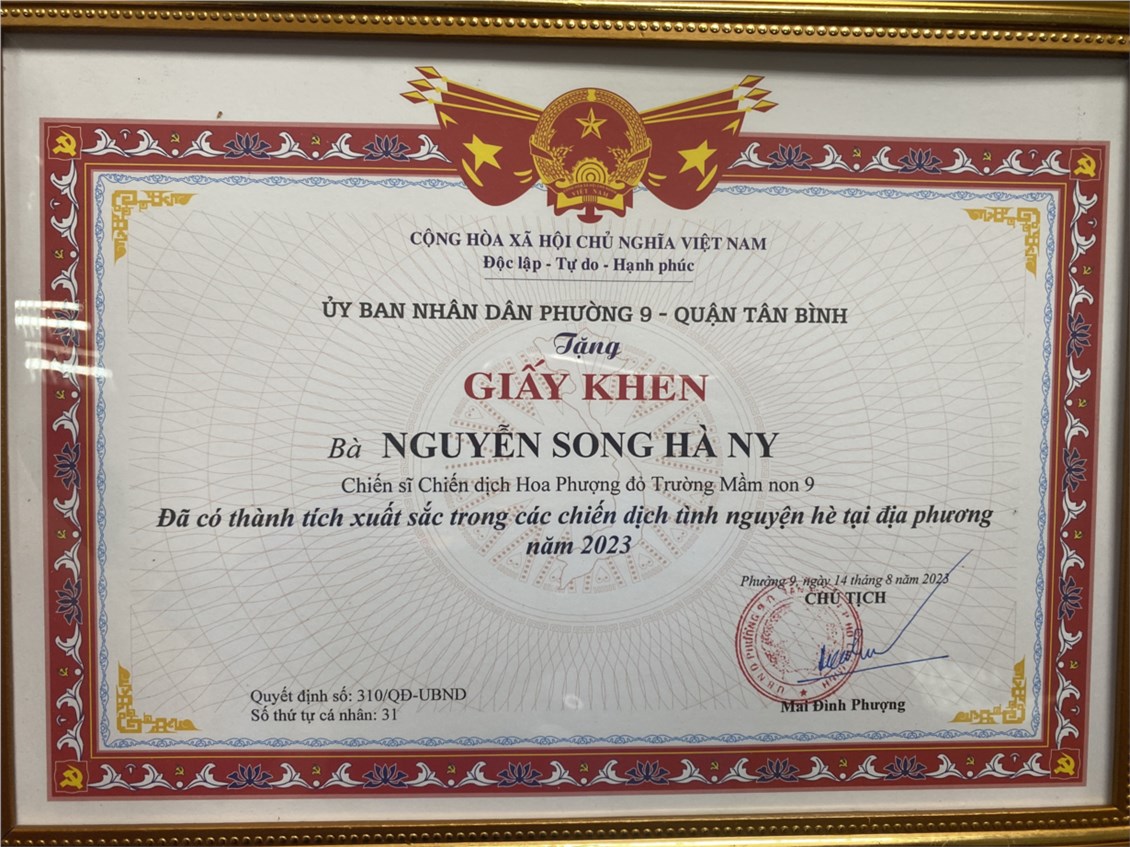 VIỆT NAM
CỘNG HÒA XÃ HỘI CHỦ NGHĨA VIỆT NAM
Độc lập - Tự do - Hạnh phúc
ỦY BAN NHÂN DÂN PHƯỜNG 9 - QUẬN TÂN BÌNH
Tặng
GIẤY KHEN
Bà NGUYỄN SONG HÀ NY
Chiến sĩ Chiến dịch Hoa Phượng đỏ Trường Mầm non 9
Đã có thành tích xuất sắc trong các chiến dịch tình nguyện hè tại địa phương
năm 2023
Phường 9, ngày 14 tháng 8 năm 2023
CHỦ TỊCH
Mai Đình Phượng
Quyết định số: 310/QĐ-UBND
Số thứ tự cá nhân: 31